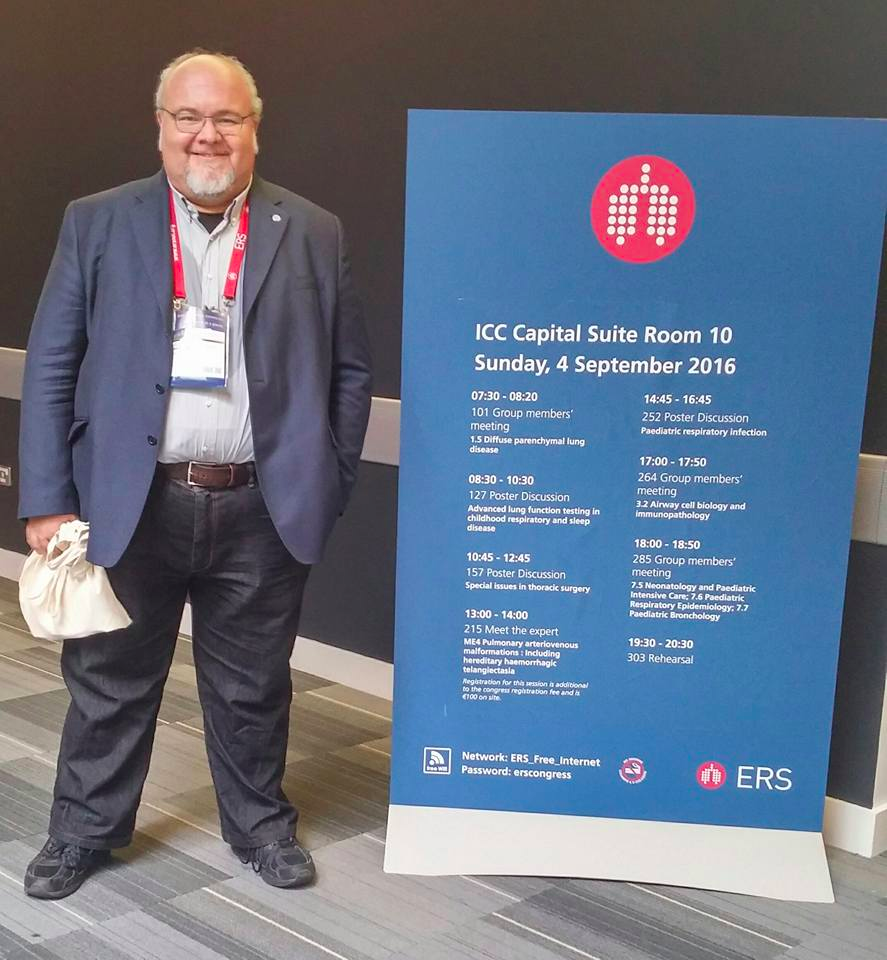 ERS
ICC Capital Suite Room 10
Sunday, 4 September 2016
07:30 - 08:20
101 Group members'
meeting
1.5 Diffuse parenchymal lung
disease
08:30 - 10:30
127 Poster Discussion
Advanced lung function testing in
childhood respiratory and sleep
disease
10:45 - 12:45
157 Poster Discussion
Special issues in thoracic surgery
13:00 - 14:00
215 Meet the expert
ME4 Pulmonary arteriovenous
malformations : Including
hereditary haemorrhagic
telangiectasia
Registration for this session is additional
to the congress registration fee and is
€100 on site.
14:45 - 16:45
252 Poster Discussion
Paediatric respiratory infection
17:00 - 17:50
264 Group members'
meeting
3.2 Airway cell biology and
immunopathology
18:00 - 18:50
285 Group members'
meeting
7.5 Neonatology and Paediatric
Intensive Care; 7.6 Paediatric
Respiratory Epidemiology; 7.7
Paediatric Bronchology
19:30 - 20:30
303 Rehearsal
free Wifi
Network: ERS_Free_Internet
Password: erscongress
ERS